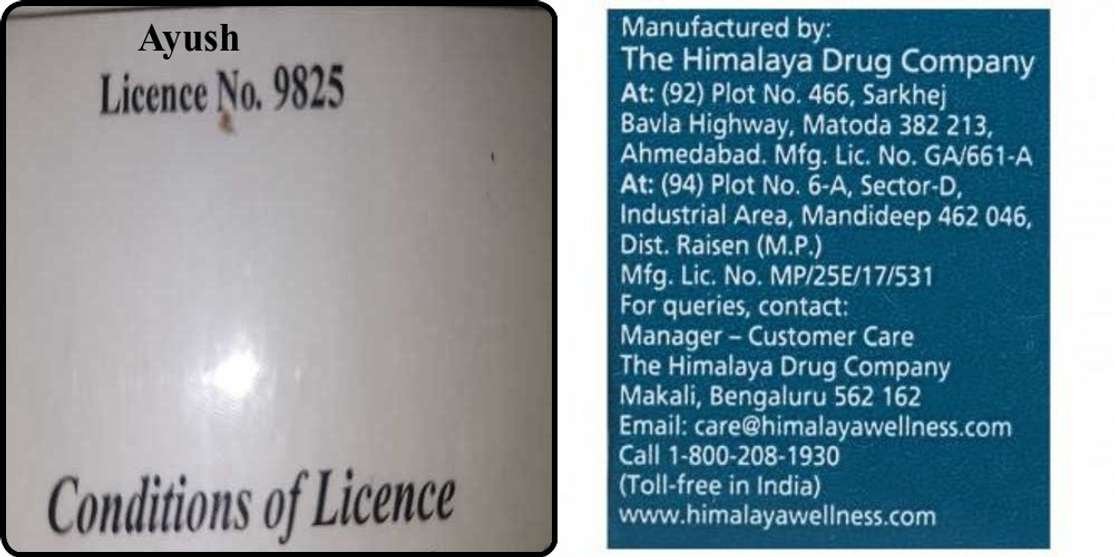 Ayush
Licence No. 9825
Conditions of Licence
Manufactured by:
The Himalaya Drug Company
At: (92) Plot No. 466, Sarkhej
Bavla Highway, Matoda 382 213,
Ahmedabad. Mfg. Lic. No. GA/661-A
At: (94) Plot No. 6-A, Sector-D,
Industrial Area, Mandideep 462 046,
Dist. Raisen (M.P.)
Mfg. Lic. No. MP/25E/17/531
For queries, contact:
Manager – Customer Care
The Himalaya Drug Company
Makali, Bengaluru 562 162
Email: care@himalayawellness.com
Call 1-800-208-1930
(Toll-free in India)
www.himalayawellness.com